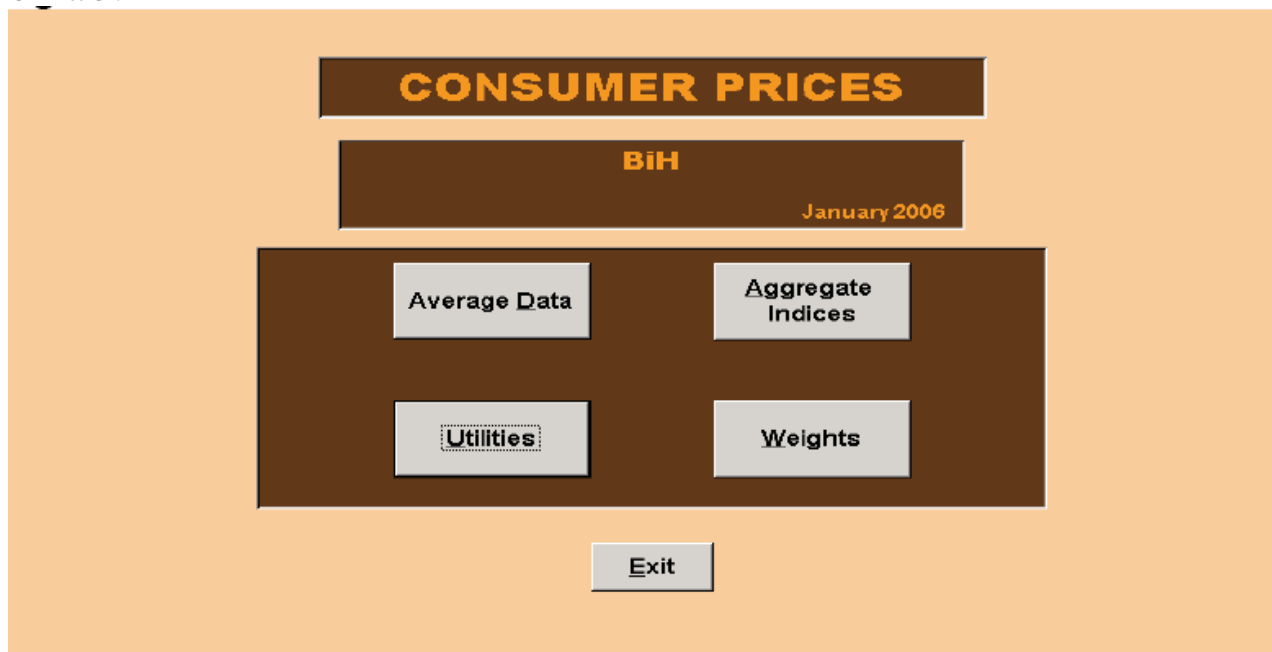 CONSUMER PRICES
BiH
January 2006
Average Data
Aggregate
Indices
Utilities
Weights
Exit